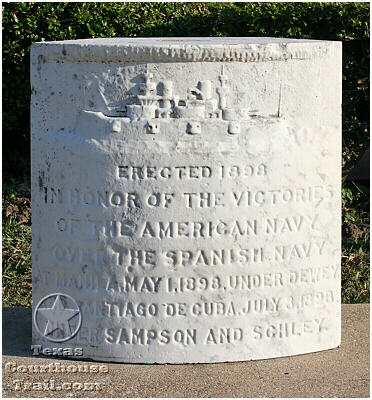 ERECTED 1898
IN HONOR OF THE VICTORIES
OF THE AMERICAN NAVY
OVER THE SPANISH NAVY
MAY 1, 1898, UNDER DEWEY
SANTIAGO DE CUBA, JULY 3, 1898
SAMPSON AND SCHLEY.
Texas
Courthouse
Trail.com